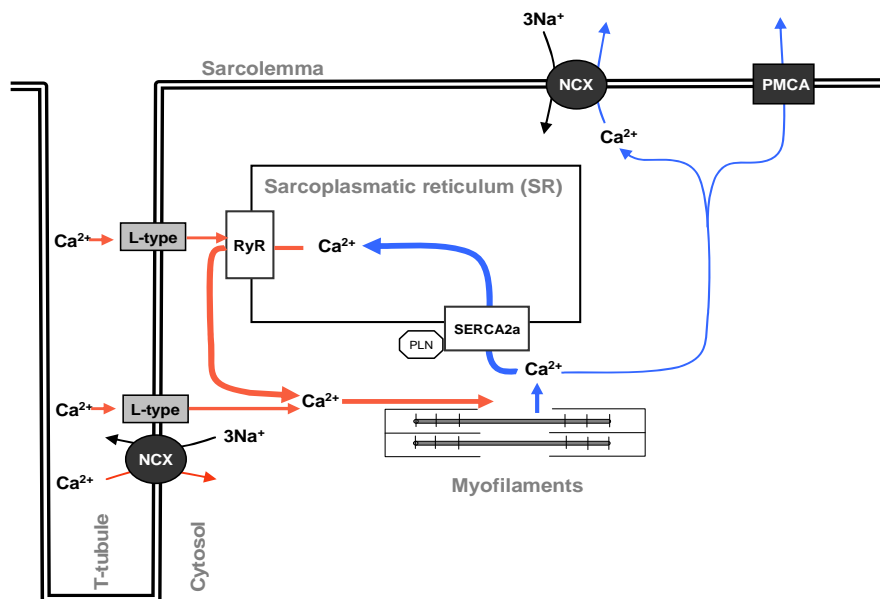 3Na²⁺
Sarcolemma
NCX
PMCA
Ca²⁺
Sarcoplasmatic reticulum (SR)
Ca²⁺
L-type
RyR
Ca²⁺
SERCA2a
PLN
Ca²⁺
Ca²⁺
L-type
Ca²⁺
3Na⁺
NCX
Ca²⁺
Myofilaments
T-tubule
Cytosol